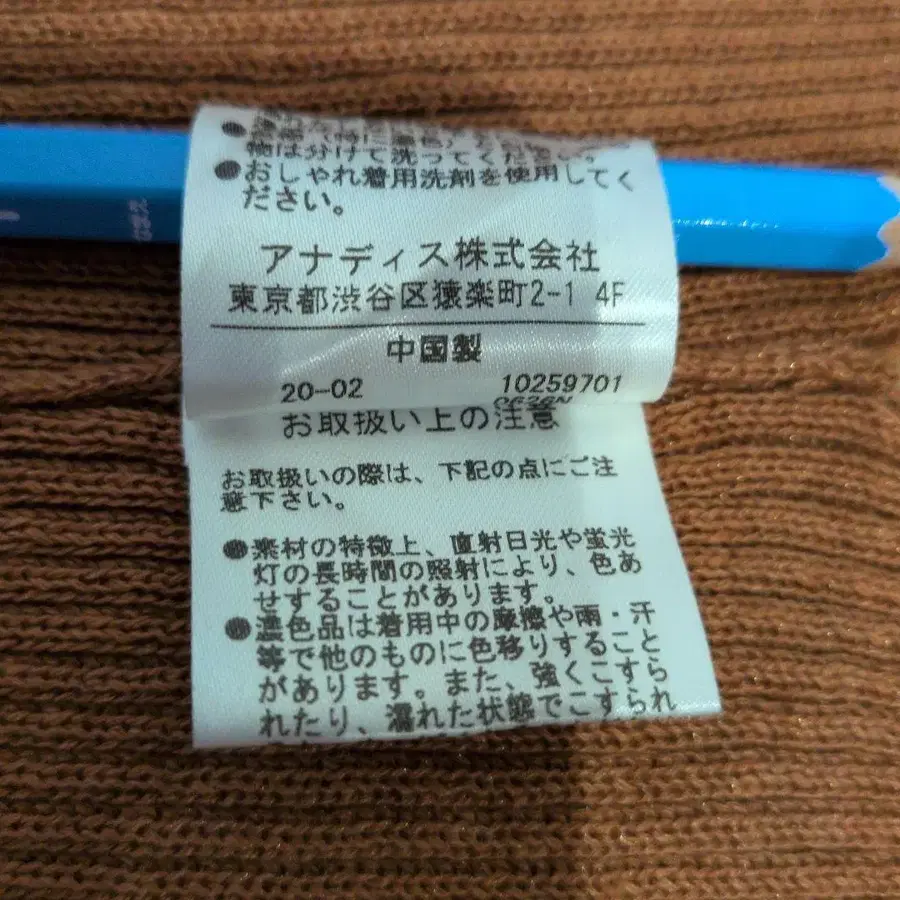 物は分けて洗ってください。
●おしゃれ着用洗剤を使用してく
ださい。
アナディス株式会社
東京都渋谷区猿楽町2-1 4F
中国製
20-02 10259701
お取扱い上の注意
お取扱いの際は、下記の点にご注
意下さい。
●素材の特徴上、直射日光や蛍光
灯の長時間の照射により、色あ
せすることがあります。
●濃色品は着用中の摩擦や雨・汗
等で他のものに色移りすること
があります。また、強くこすら
れたり、濡れた状態でこすられ